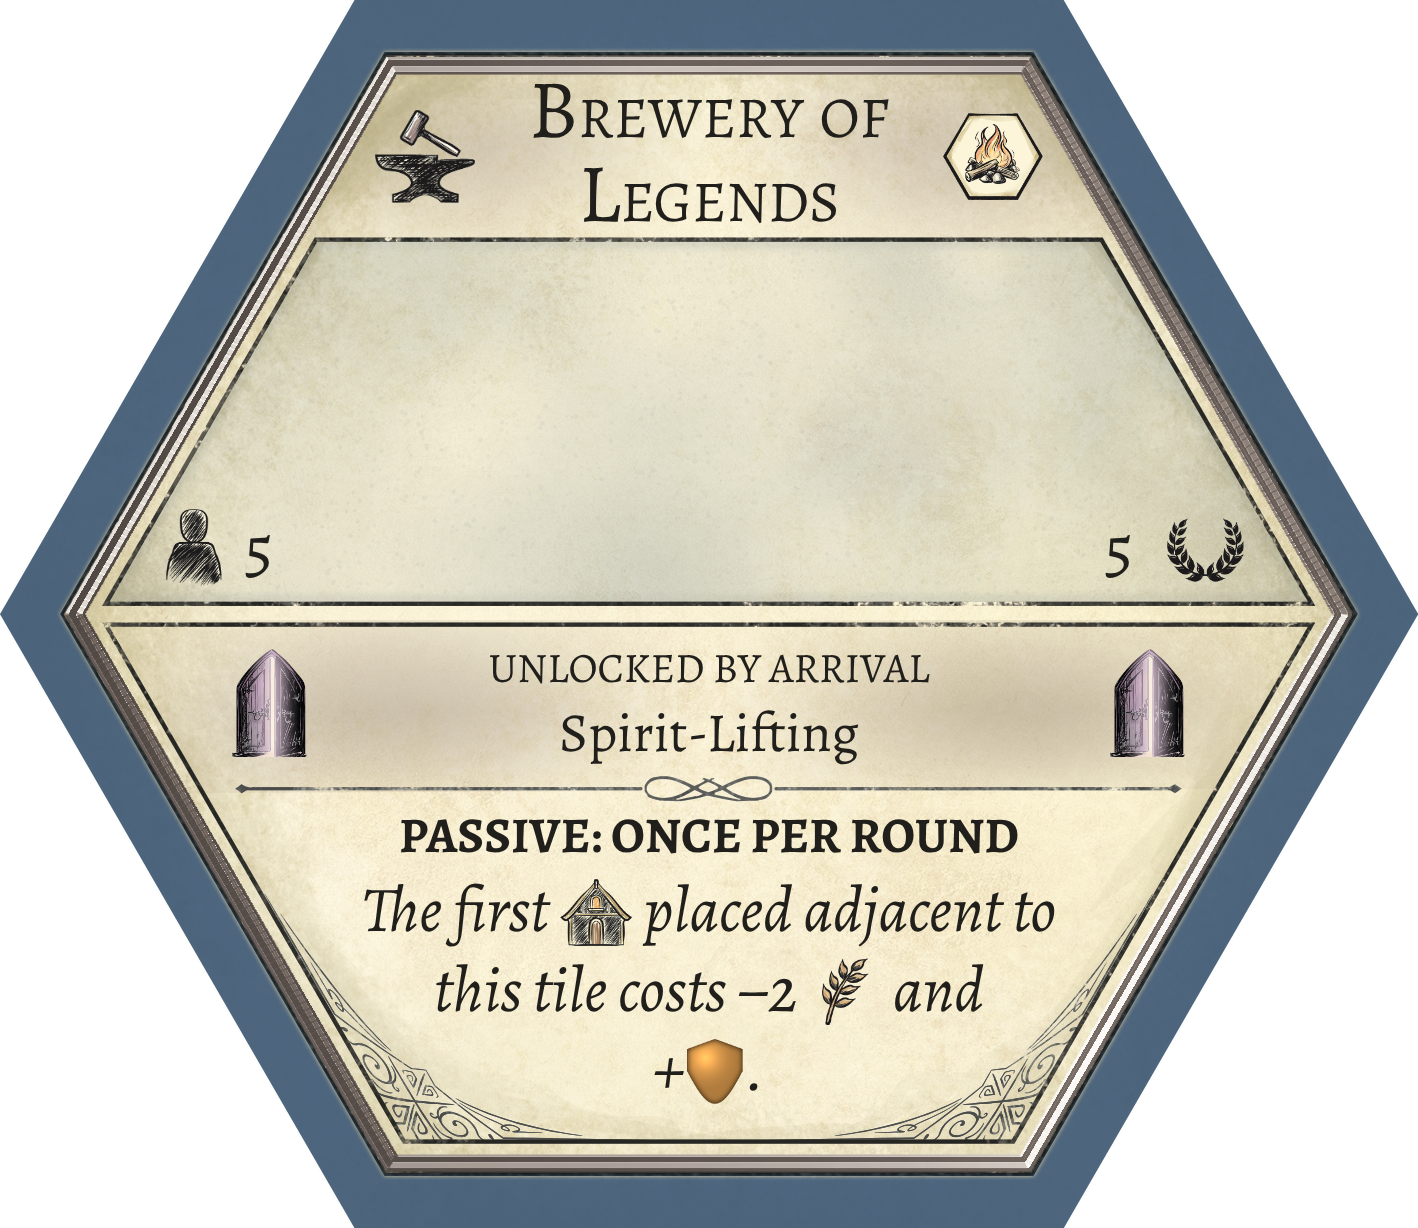 Brewery of
Legends
5
5
UNLOCKED BY ARRIVAL
Spirit-Lifting
PASSIVE: ONCE PER ROUND
The first placed adjacent to
this tile costs –2 and
+.